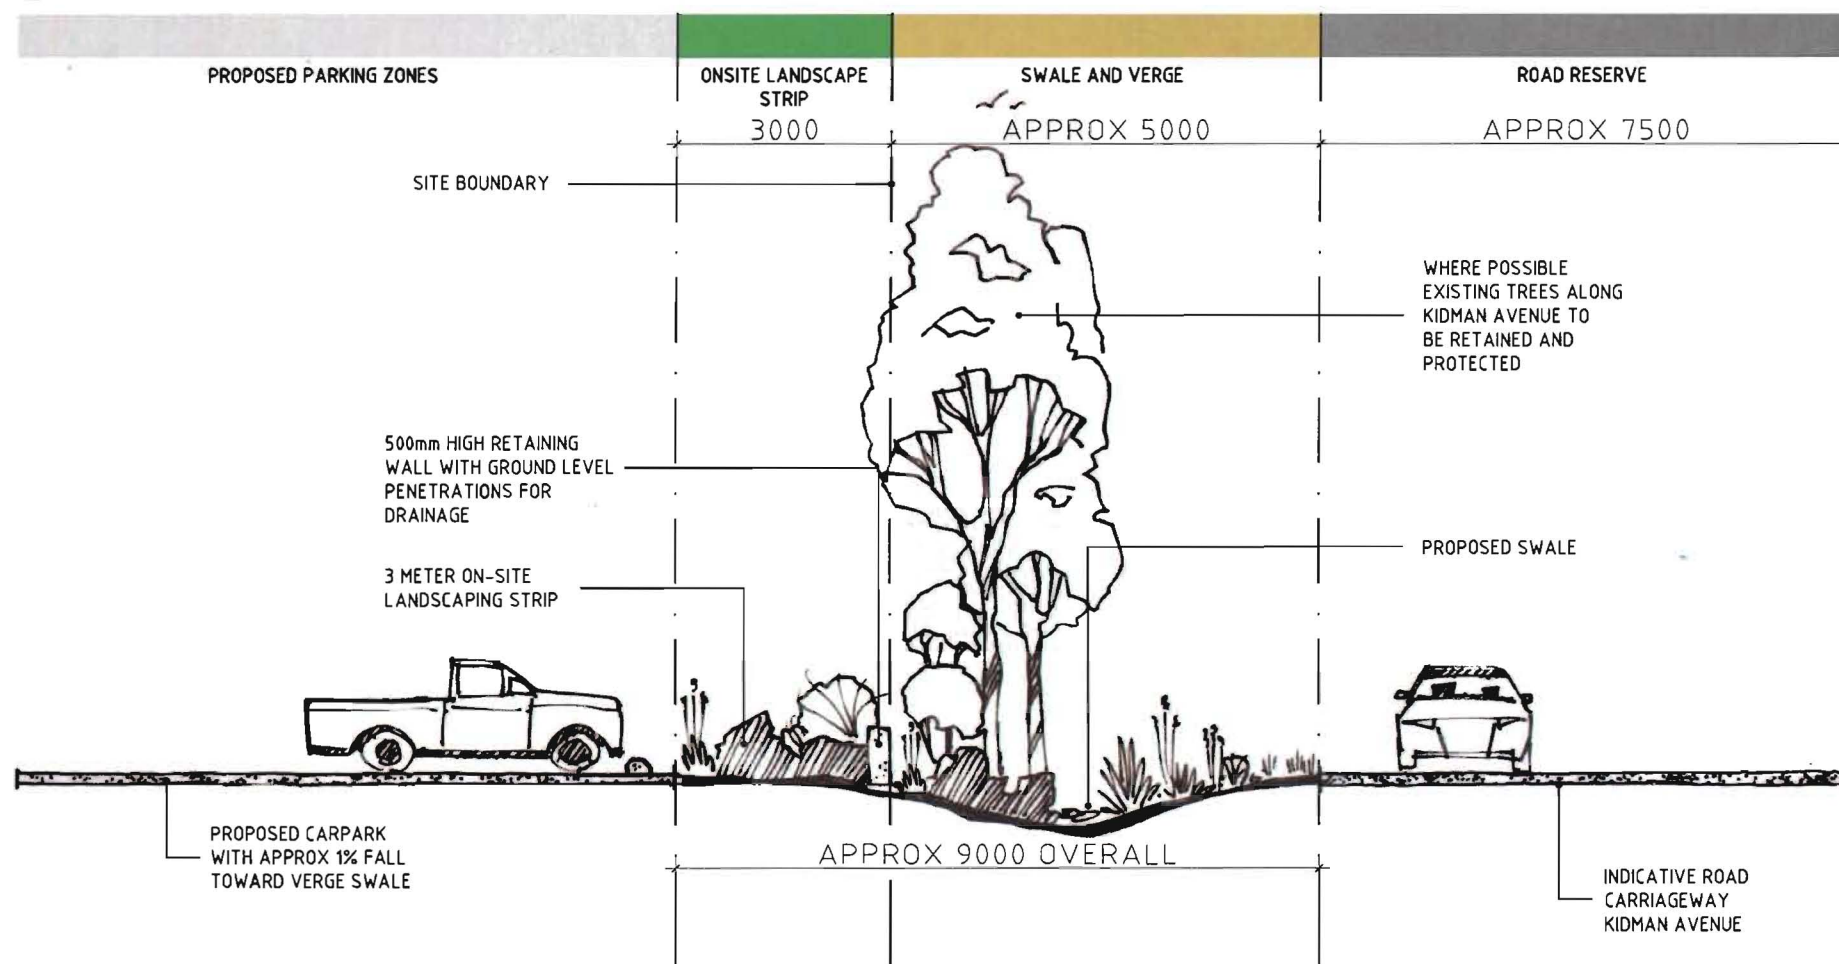 PROPOSED PARKING ZONES
ONSITE LANDSCAPE
STRIP
SWALE AND VERGE
ROAD RESERVE
3000
APPROX 5000
APPROX 7500
SITE BOUNDARY
WHERE POSSIBLE
EXISTING TREES ALONG
KIDMAN AVENUE TO
BE RETAINED AND
PROTECTED
500mm HIGH RETAINING
WALL WITH GROUND LEVEL
PENETRATIONS FOR
DRAINAGE
PROPOSED SWALE
3 METER ON-SITE
LANDSCAPING STRIP
PROPOSED CARPARK
WITH APPROX 1% FALL
TOWARD VERGE SWALE
APPROX 9000 OVERALL
INDICATIVE ROAD
CARRIAGEWAY
KIDMAN AVENUE